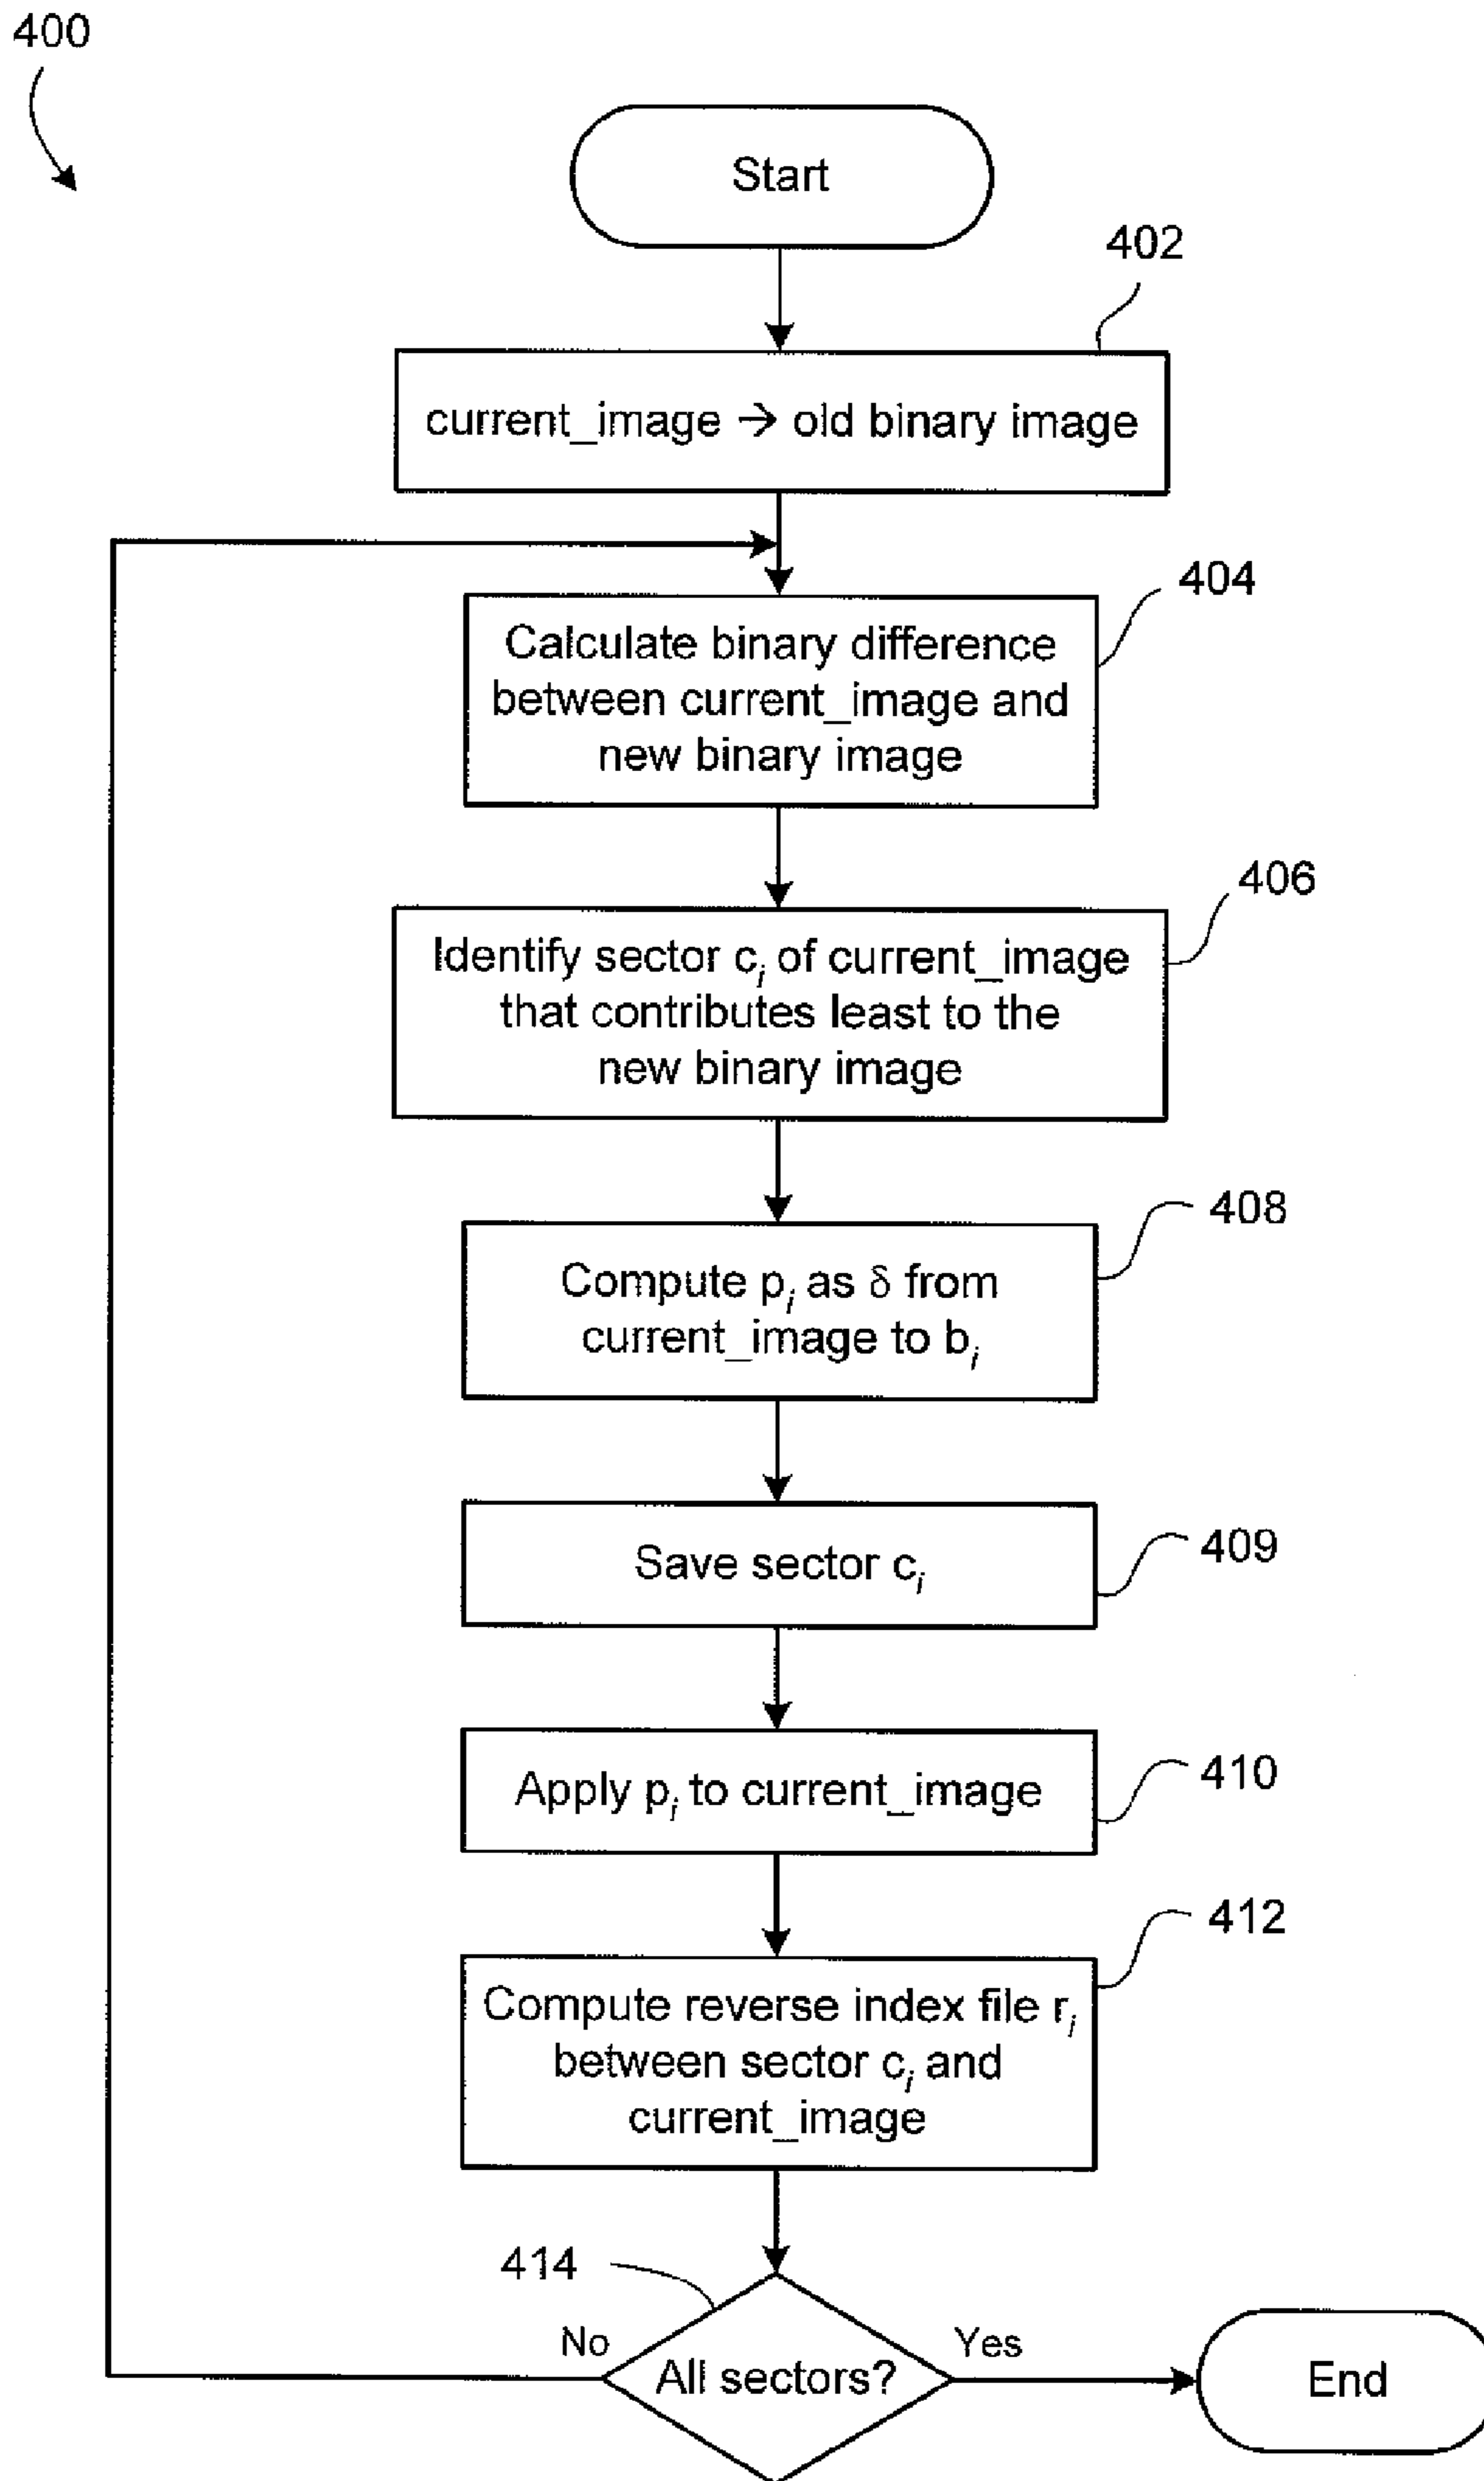 400
Start
402
current_image → old binary image
404
Calculate binary difference
between current_image and
new binary image
406
Identify sector cᵢ of current_image
that contributes least to the
new binary image
408
Compute pᵢ as δ from
current_image to bᵢ
409
Save sector cᵢ
410
Apply pᵢ to current_image
412
Compute reverse index file rᵢ
between sector cᵢ and
current_image
414
No
Yes
All sectors?
End